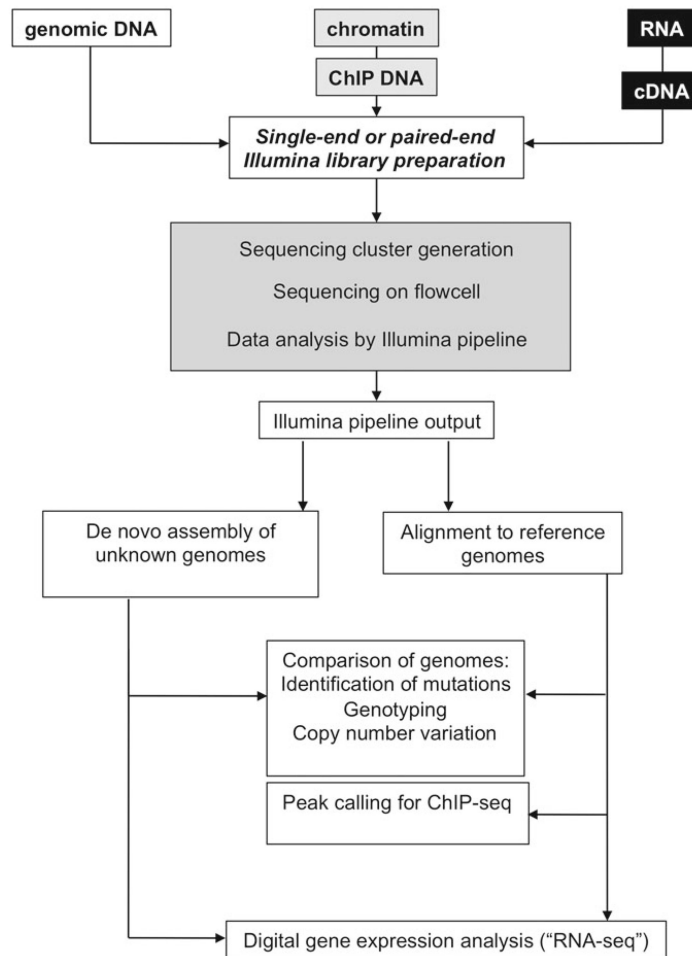 genomic DNA
chromatin
RNA
ChIP DNA
cDNA
Single-end or paired-end
Illumina library preparation
Sequencing cluster generation
Sequencing on flowcell
Data analysis by Illumina pipeline
Illumina pipeline output
De novo assembly of
unknown genomes
Alignment to reference
genomes
Comparison of genomes:
Identification of mutations
Genotyping
Copy number variation
Peak calling for ChIP-seq
Digital gene expression analysis (“RNA-seq”)